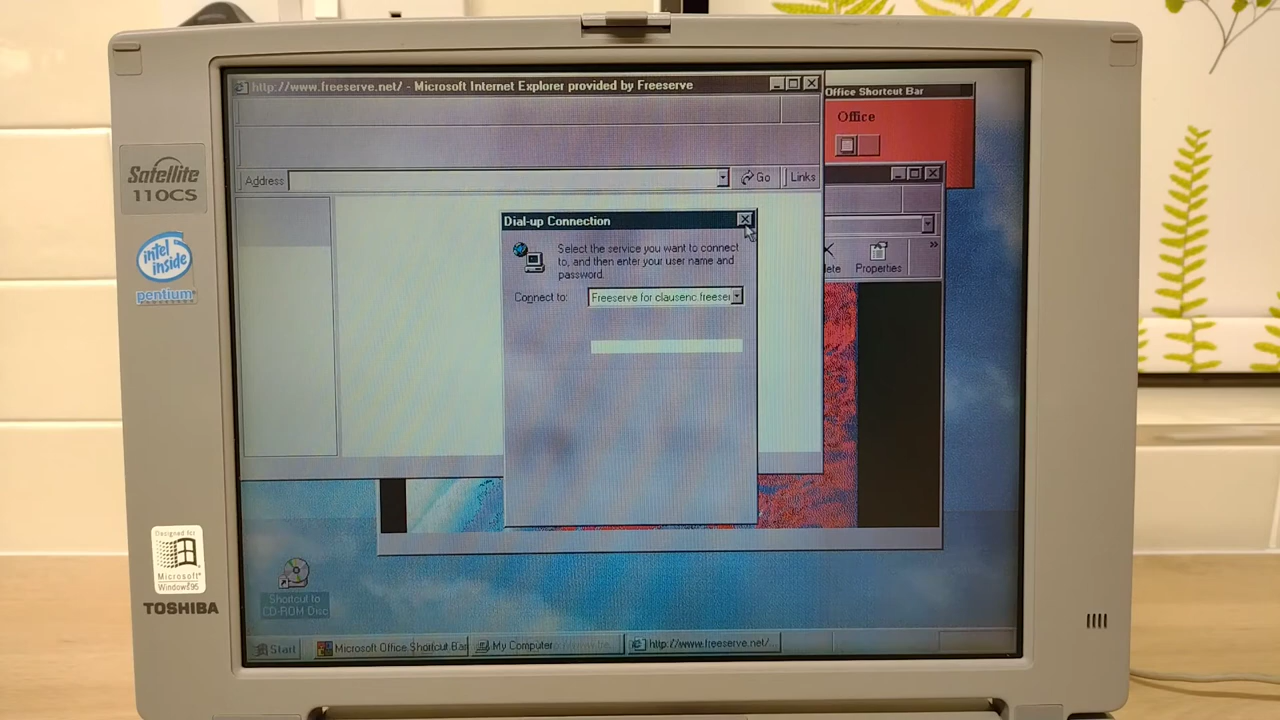 http://www.freeserve.net/ - Microsoft Internet Explorer provided by Freeserve
Office Shortcut Bar
Office
Address
Go
Links
Dial-up Connection
Select the service you want to connect
to, and then enter your user name and
password.
Connect to:
Freeserve for clausenc.freeser
lete
Properties
»
Satellite
110CS
intel
inside
pentium
Designed for
Microsoft
Windows95
TOSHIBA
Shortcut to
CD-ROM Disc
Start
Microsoft Office Shortcut Bar
My Computer
http://www.freeserve.net/...